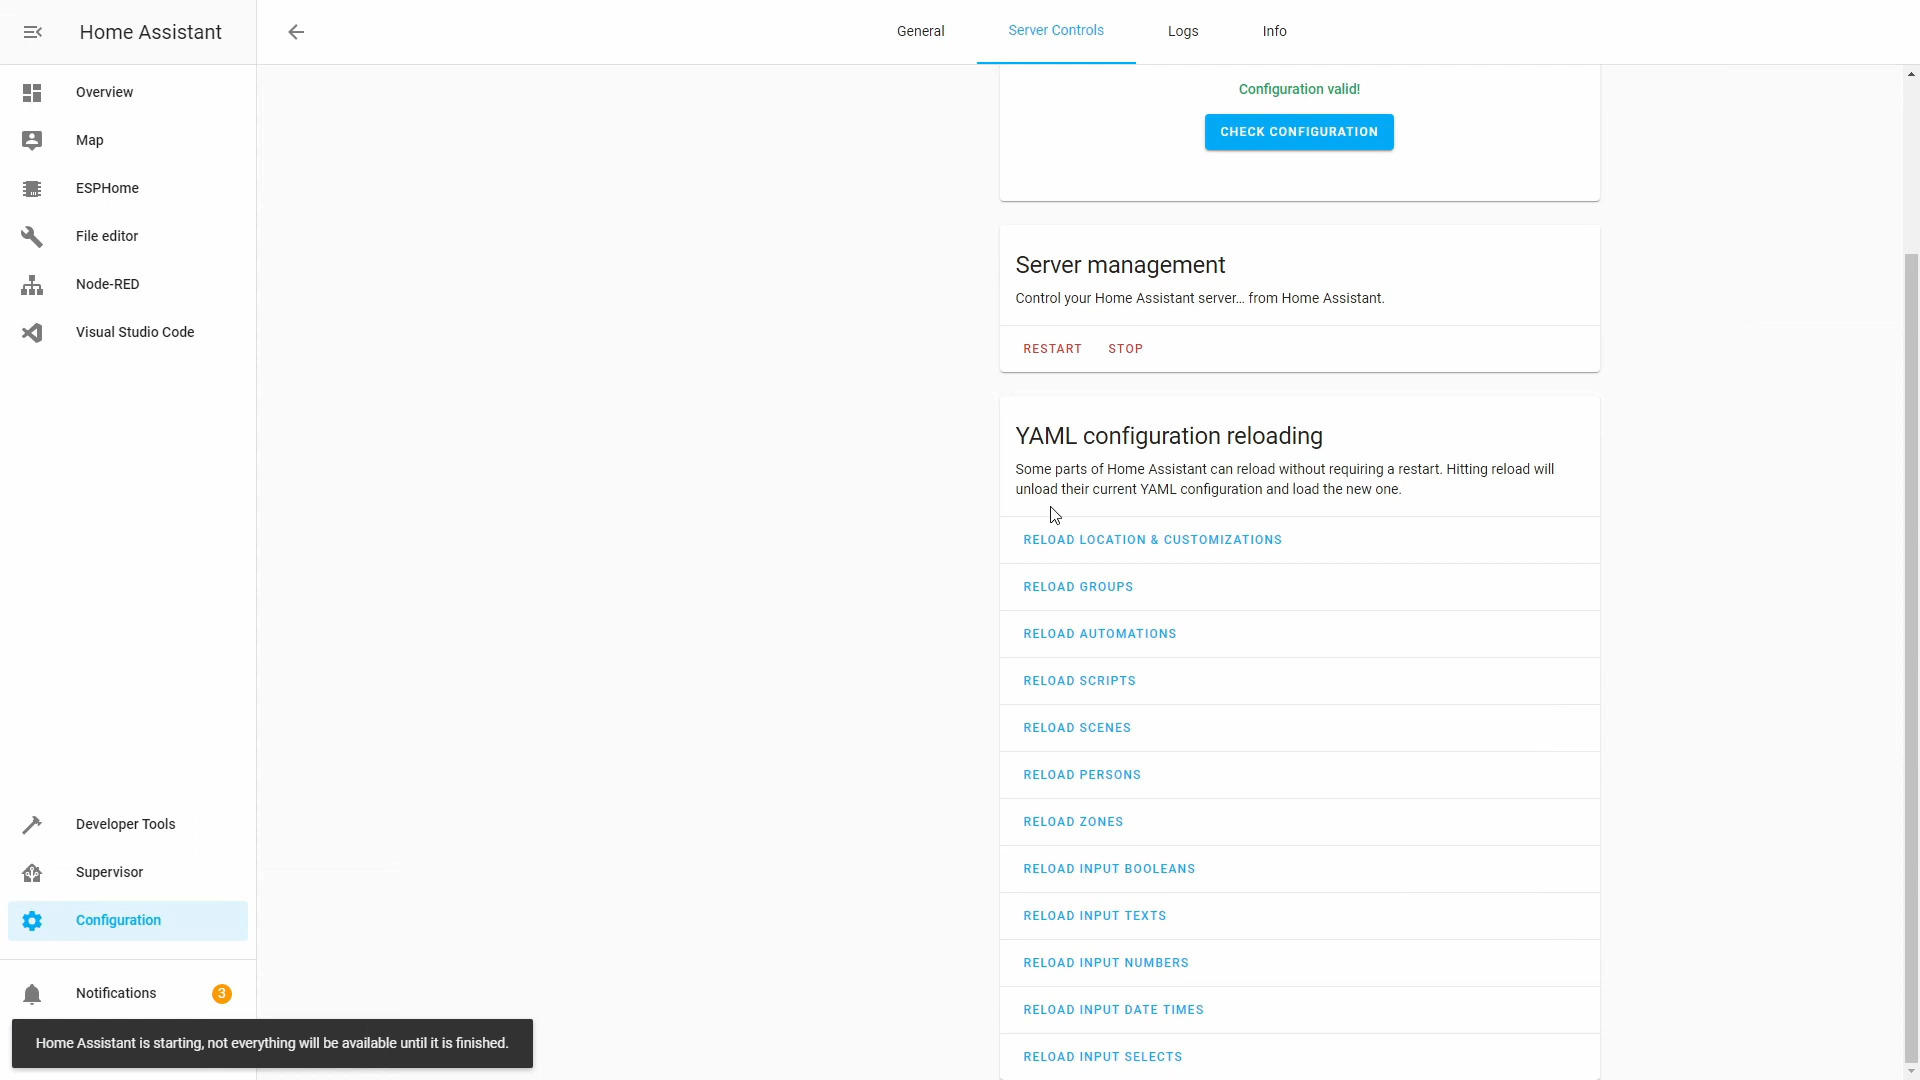 Home Assistant
General
Server Controls
Logs
Info
Overview
Map
ESPHome
File editor
Node-RED
Visual Studio Code
Developer Tools
Supervisor
Configuration
Notifications
3
Home Assistant is starting, not everything will be available until it is finished.
Configuration valid!
CHECK CONFIGURATION
Server management
Control your Home Assistant server... from Home Assistant.
RESTART STOP
YAML configuration reloading
Some parts of Home Assistant can reload without requiring a restart. Hitting reload will
unload their current YAML configuration and load the new one.
RELOAD LOCATION & CUSTOMIZATIONS
RELOAD GROUPS
RELOAD AUTOMATIONS
RELOAD SCRIPTS
RELOAD SCENES
RELOAD PERSONS
RELOAD ZONES
RELOAD INPUT BOOLEANS
RELOAD INPUT TEXTS
RELOAD INPUT NUMBERS
RELOAD INPUT DATE TIMES
RELOAD INPUT SELECTS